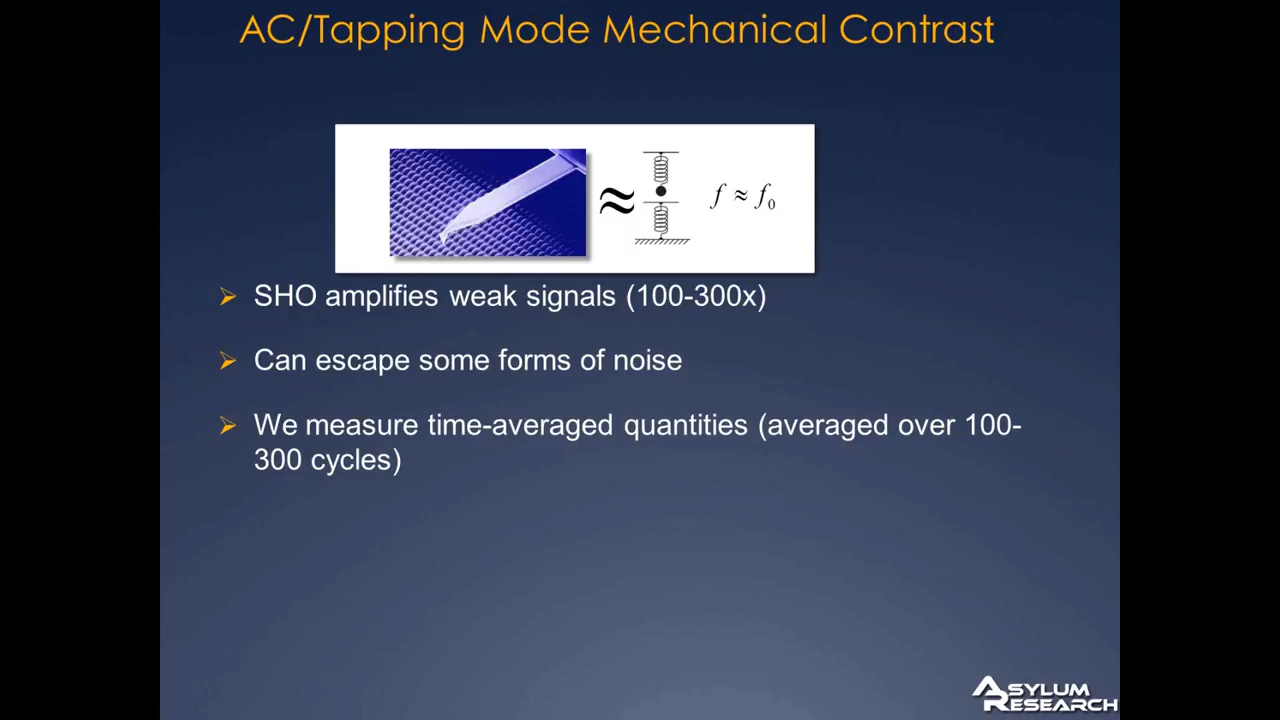 AC/Tapping Mode Mechanical Contrast
≈ f ≈ f₀
➢ SHO amplifies weak signals (100-300x)
➢ Can escape some forms of noise
➢ We measure time-averaged quantities (averaged over 100-
300 cycles)
ASYLUM
RESEARCH